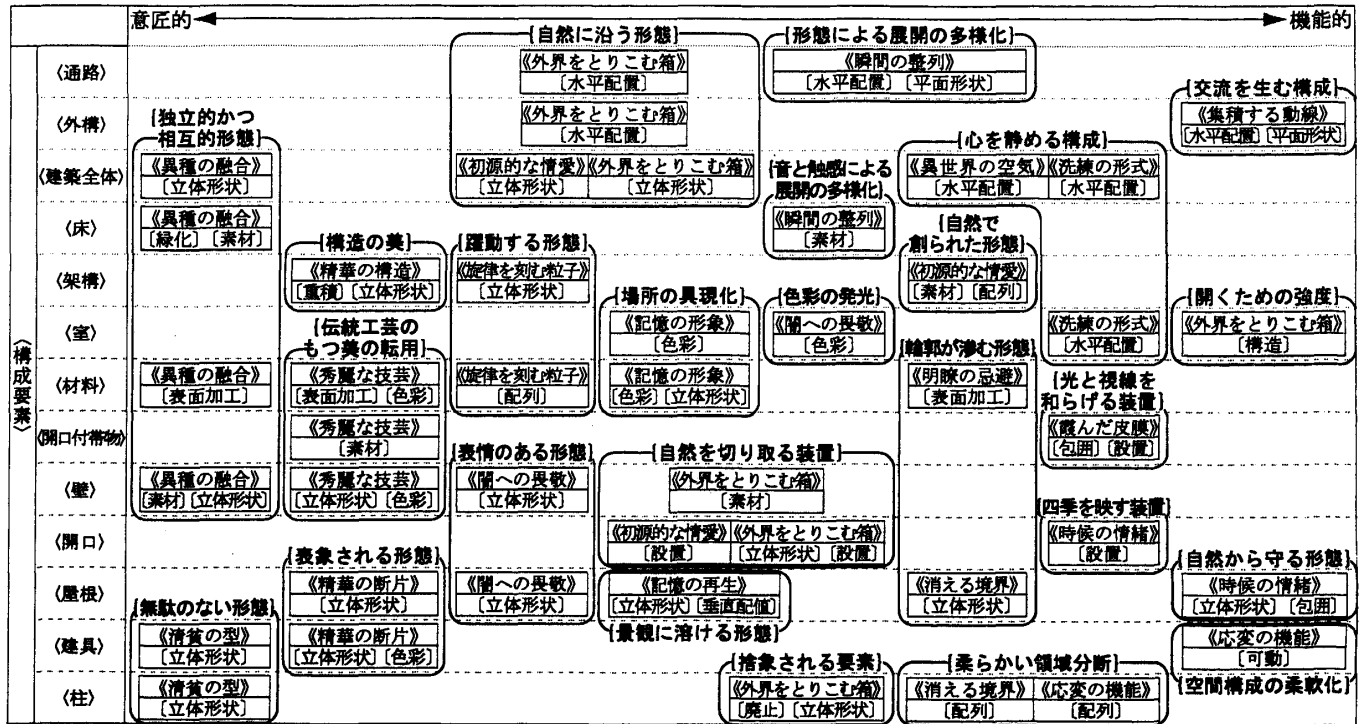 意匠的 機能的
{自然に沿う形態} {形態による展開の多様化}
〈通路〉 《外界をとりこむ箱》 《瞬間の整列》
[水平配置] [水平配置] [平面形状]
{交流を生む構成}
〈外構〉 {独立的かつ相互的形態} 《外界をとりこむ箱》 《集積する動線》
[水平配置] {心を静める構成} [水平配置] [平面形状]
〈建築全体〉 《異種の融合》 《初源的な情愛》 《外界をとりこむ箱》 {音と触感による展開の多様化} 《異世界の空気》 《洗練の形式》
[立体形状] [立体形状] [立体形状] [水平配置] [水平配置]
〈床〉 《異種の融合》 《瞬間の整列》 {自然で創られた形態}
[緑化] [素材] {構造の美} {躍動する形態} [素材]
〈架構〉 《精華の構造》 《旋律を刻む粒子》 《初源的な情愛》
[重積] [立体形状] [立体形状] {場所の具現化} {色彩の発光} [素材] [配列] {開くための強度}
〈室〉 {伝統工芸のもつ美の転用} 《記憶の形象》 《闇への畏敬》 《洗練の形式》 《外界をとりこむ箱》
[色彩] [色彩] {輪郭が滲む形態} [水平配置] [構造]
〈構成要素〉
〈材料〉 《異種の融合》 《秀麗な技芸》 《旋律を刻む粒子》 《記憶の形象》 《明瞭の忌避》 {光と視線を和らげる装置}
[表面加工] [表面加工] [色彩] [配列] [色彩] [立体形状] [表面加工]
〈開口付帯物〉 《秀麗な技芸》 《霞んだ皮膜》
[素材] {表情のある形態} {自然を切り取る装置} [包囲] [設置]
〈壁〉 《異種の融合》 《秀麗な技芸》 《闇への畏敬》 《外界をとりこむ箱》
[素材] [立体形状] [立体形状] [色彩] [立体形状] [素材] {四季を映す装置}
〈開口〉 《初源的な情愛》 《外界をとりこむ箱》 《時候の情緒》
{表象される形態} [設置] [立体形状] [設置] [設置] {自然から守る形態}
〈屋根〉 《精華の断片》 《闇への畏敬》 《記憶の再生》 《消える境界》 《時候の情緒》
{無駄のない形態} [立体形状] [立体形状] [立体形状] [垂直配値] [立体形状] [立体形状] [包囲]
〈建具〉 《清貧の型》 《精華の断片》 {景観に溶ける形態} 《応変の機能》
[立体形状] [立体形状] [色彩] {捨象される要素} {柔らかい領域分断} [可動]
〈柱〉 《清貧の型》 《外界をとりこむ箱》 《消える境界》 《応変の機能》 {空間構成の柔軟化}
[立体形状] [廃止] [立体形状] [配列] [配列]